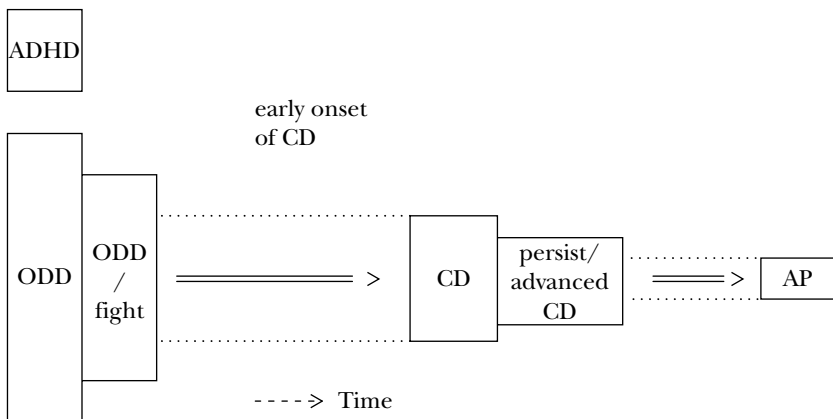 ADHD
early onset
of CD
ODD
ODD
/
fight
CD
persist/
advanced
CD
AP
Time